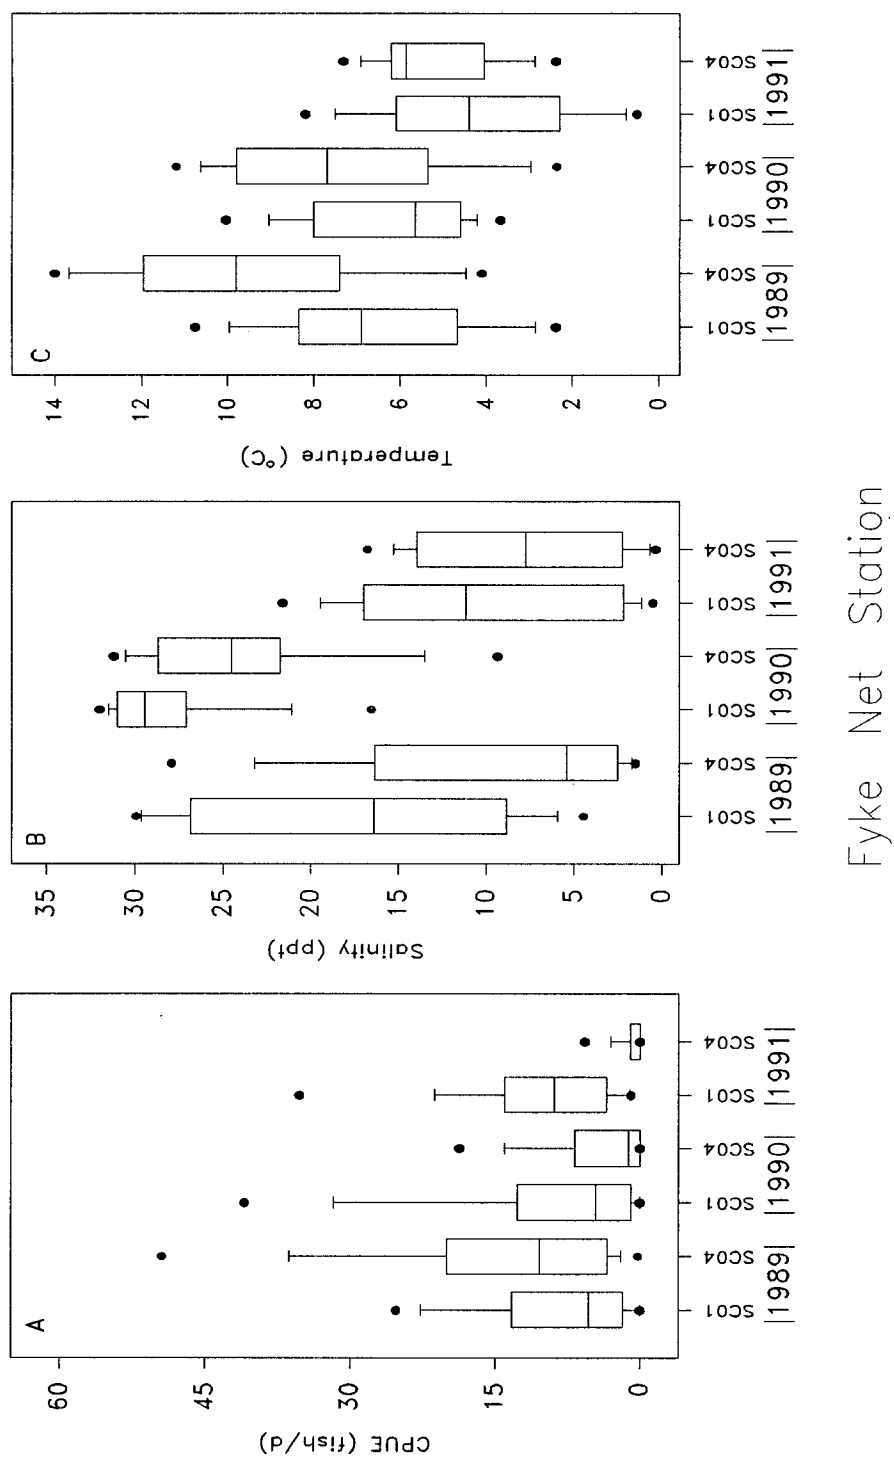 A
CPUE (fish/d)
60
45
30
15
0
SC01
SC04
SC01
SC04
SC01
SC04
|1989|
|1990|
|1991|
B
Salinity (ppt)
35
30
25
20
15
10
5
0
SC01
SC04
SC01
SC04
SC01
SC04
|1989|
|1990|
|1991|
C
Temperature (°C)
14
12
10
8
6
4
2
0
SC01
SC04
SC01
SC04
SC01
SC04
|1989|
|1990|
|1991|
Fyke Net Station